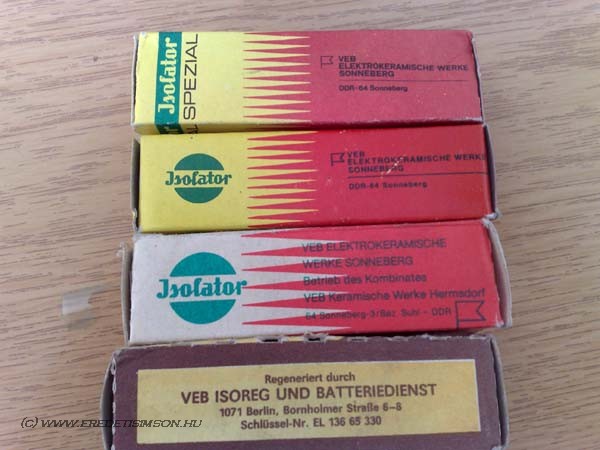 Isolator
SPEZIAL
VEB
ELEKTROKERAMISCHE WERKE
SONNEBERG
DDR-64 Sonneberg
Isolator
VEB
ELEKTROKERAMISCHE WERKE
SONNEBERG
DDR-64 Sonneberg
Isolator
VEB ELEKTROKERAMISCHE
WERKE SONNEBERG
Betrieb des Kombinates
VEB Keramische Werke Hermsdorf
64 Sonneberg-3/Bez. Suhl - DDR
Regeneriert durch
VEB ISOREG UND BATTERIEDIENST
1071 Berlin, Bornholmer Straße 6-8
Schlüssel-Nr. EL 136 65 330
(C) WWW.EREDETISIMSON.HU